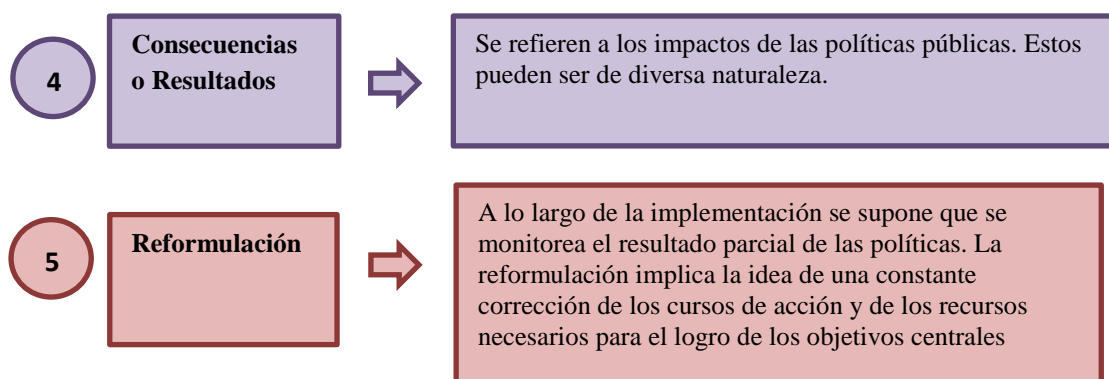 4
Consecuencias
o Resultados
Se refieren a los impactos de las políticas públicas. Estos
pueden ser de diversa naturaleza.
5
Reformulación
A lo largo de la implementación se supone que se
monitorea el resultado parcial de las políticas. La
reformulación implica la idea de una constante
corrección de los cursos de acción y de los recursos
necesarios para el logro de los objetivos centrales